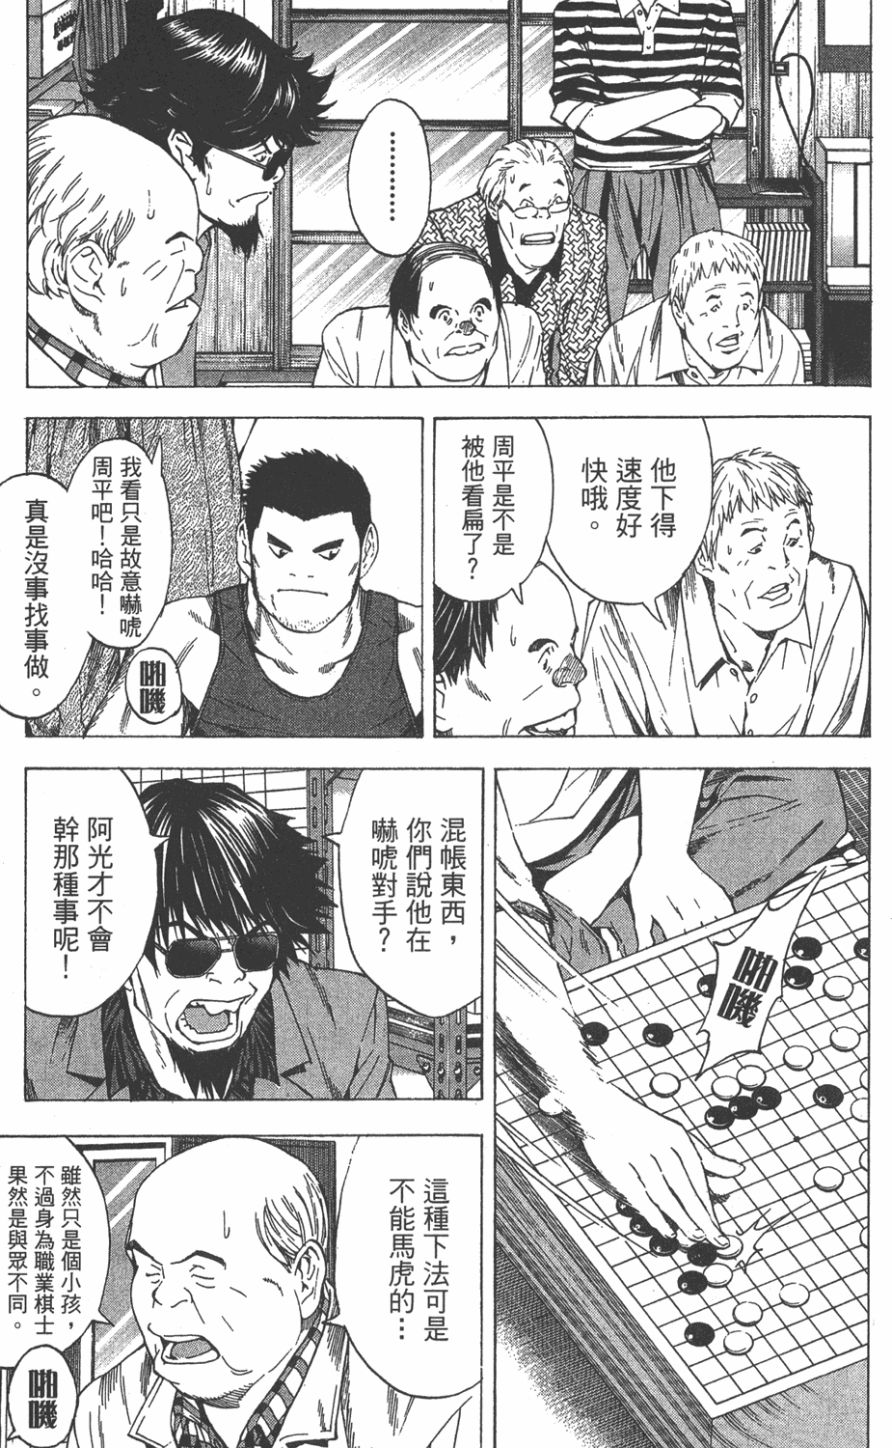 ………
他下得
速度好
快哦。
周平是不是
被他看扁了？
我看只是故意嚇唬
周平吧！哈哈！
真是沒事找事做。
啪嘰
啪嘰
混帳東西，
你們說他在
嚇唬對手？
阿光才不會
幹那種事呢！
這種下法可是
不能馬虎的…
雖然只是個小孩，
不過身為職業棋士
果然是與眾不同。
啪嘰